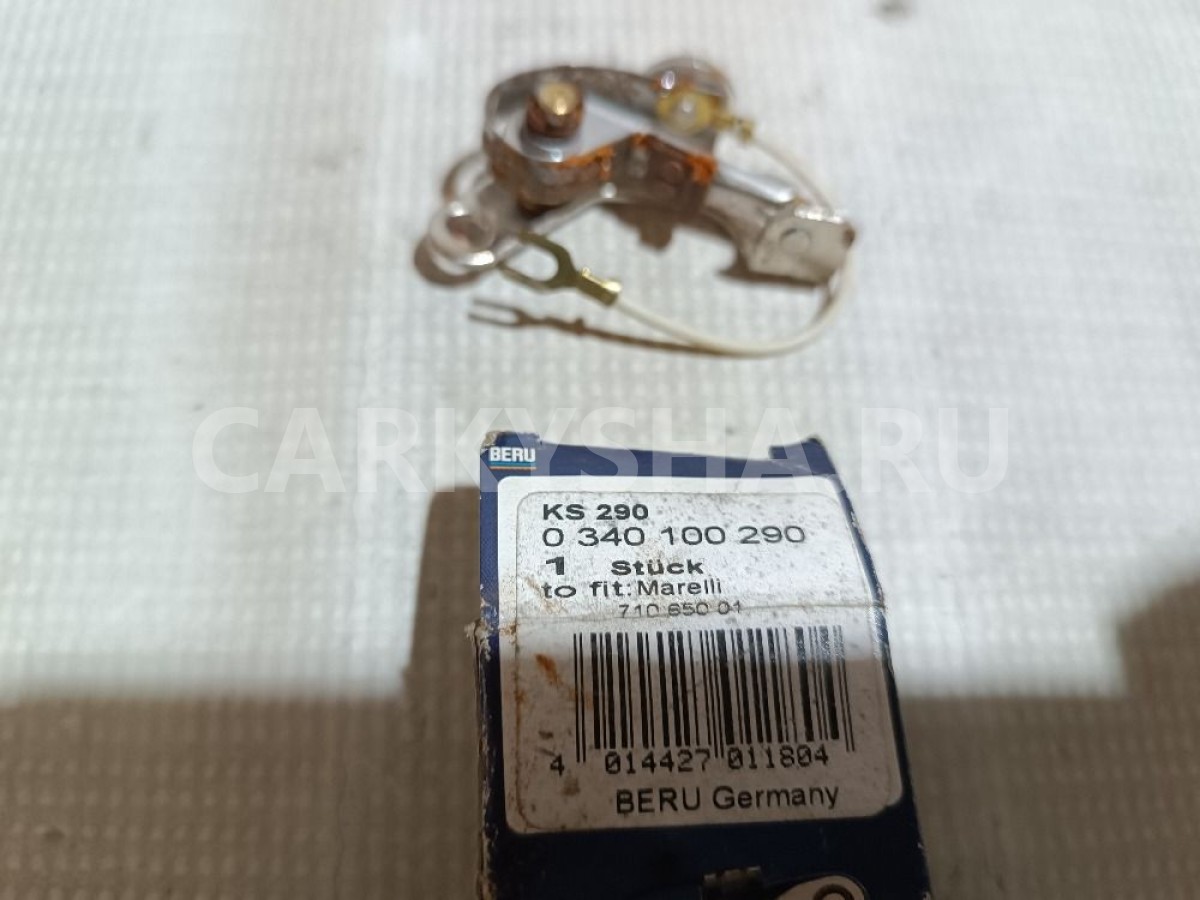 CARKYSHA.RU
BERU
KS 290
0 340 100 290
1 Stück
to fit: Marelli
710 650 01
4 014427 011804
BERU Germany